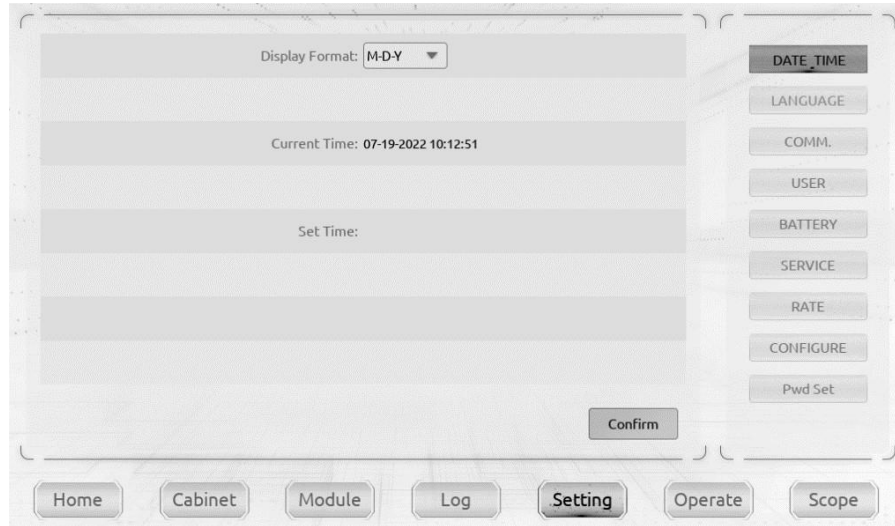 Display Format: M-D-Y
Current Time: 07-19-2022 10:12:51
Set Time:
Confirm
DATE_TIME
LANGUAGE
COMM.
USER
BATTERY
SERVICE
RATE
CONFIGURE
Pwd Set
Home Cabinet Module Log Setting Operate Scope